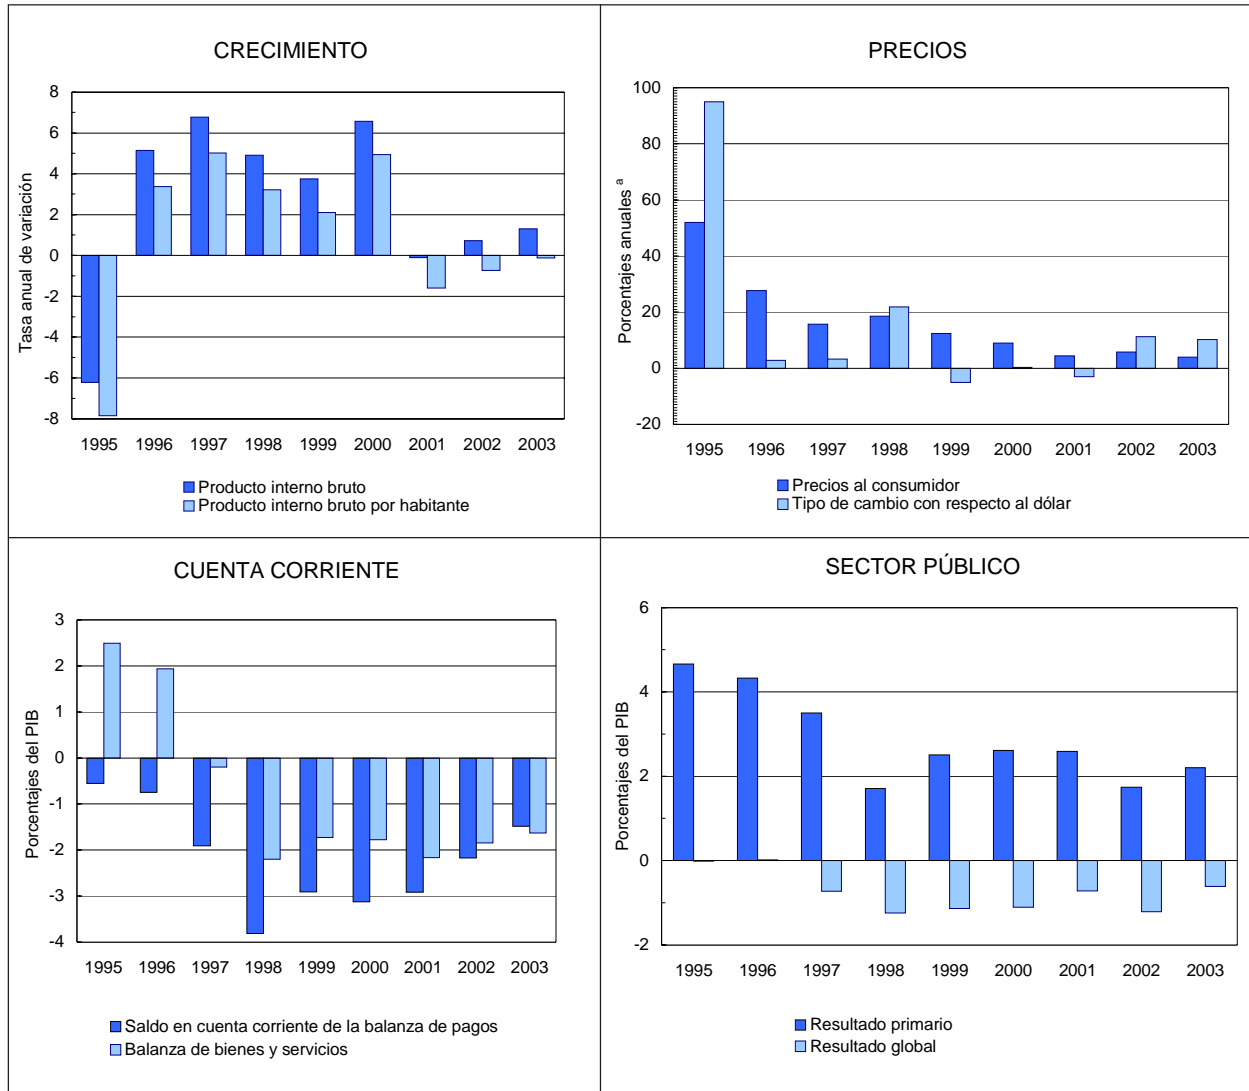 CRECIMIENTO
Tasa anual de variación
8
6
4
2
0
-2
-4
-6
-8
1995 1996 1997 1998 1999 2000 2001 2002 2003
Producto interno bruto
Producto interno bruto por habitante
PRECIOS
Porcentajes anuales ª
100
80
60
40
20
0
-20
1995 1996 1997 1998 1999 2000 2001 2002 2003
Precios al consumidor
Tipo de cambio con respecto al dólar
CUENTA CORRIENTE
Porcentajes del PIB
3
2
1
0
-1
-2
-3
-4
1995 1996 1997 1998 1999 2000 2001 2002 2003
Saldo en cuenta corriente de la balanza de pagos
Balanza de bienes y servicios
SECTOR PÚBLICO
Porcentajes del PIB
6
4
2
0
-2
1995 1996 1997 1998 1999 2000 2001 2002 2003
Resultado primario
Resultado global